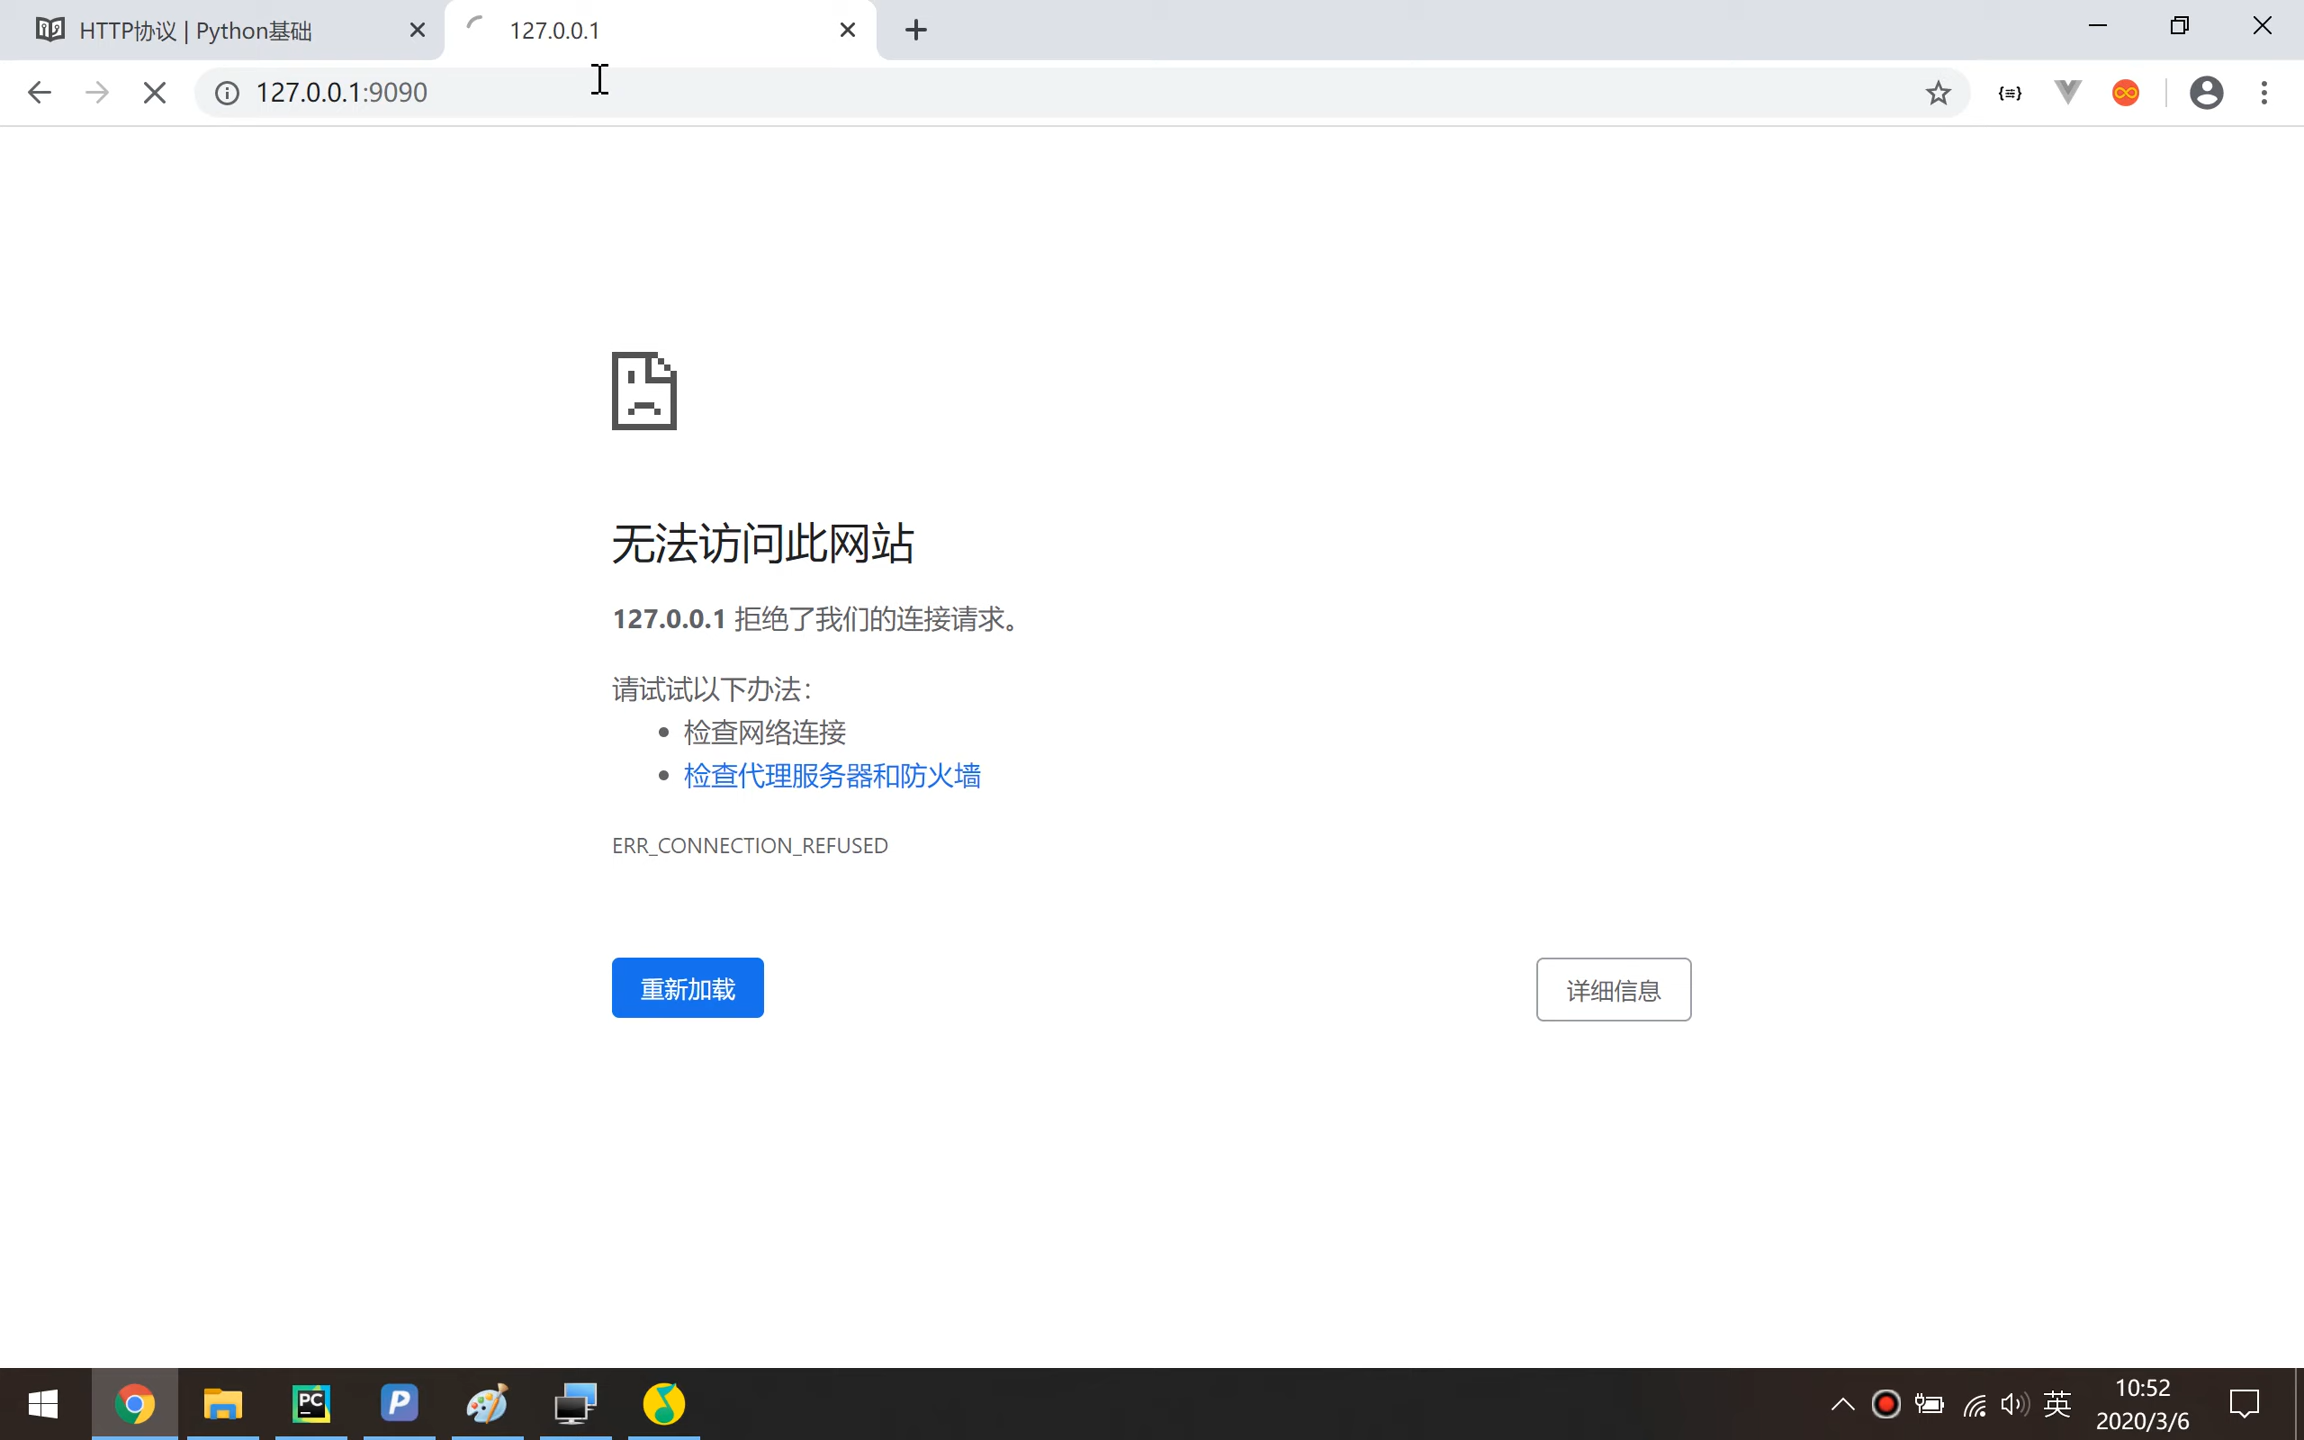 HTTP协议 | Python基础
127.0.0.1
127.0.0.1:9090
无法访问此网站
127.0.0.1 拒绝了我们的连接请求。
请试试以下办法：
检查网络连接
检查代理服务器和防火墙
ERR_CONNECTION_REFUSED
重新加载
详细信息
PC
P
英
10:52
2020/3/6